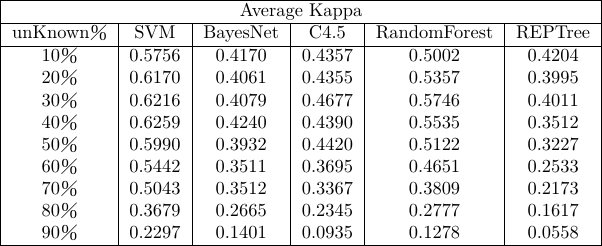 Average Kappa
unKnown% SVM BayesNet C4.5 RandomForest REPTree
10% 0.5756 0.4170 0.4357 0.5002 0.4204
20% 0.6170 0.4061 0.4355 0.5357 0.3995
30% 0.6216 0.4079 0.4677 0.5746 0.4011
40% 0.6259 0.4240 0.4390 0.5535 0.3512
50% 0.5990 0.3932 0.4420 0.5122 0.3227
60% 0.5442 0.3511 0.3695 0.4651 0.2533
70% 0.5043 0.3512 0.3367 0.3809 0.2173
80% 0.3679 0.2665 0.2345 0.2777 0.1617
90% 0.2297 0.1401 0.0935 0.1278 0.0558